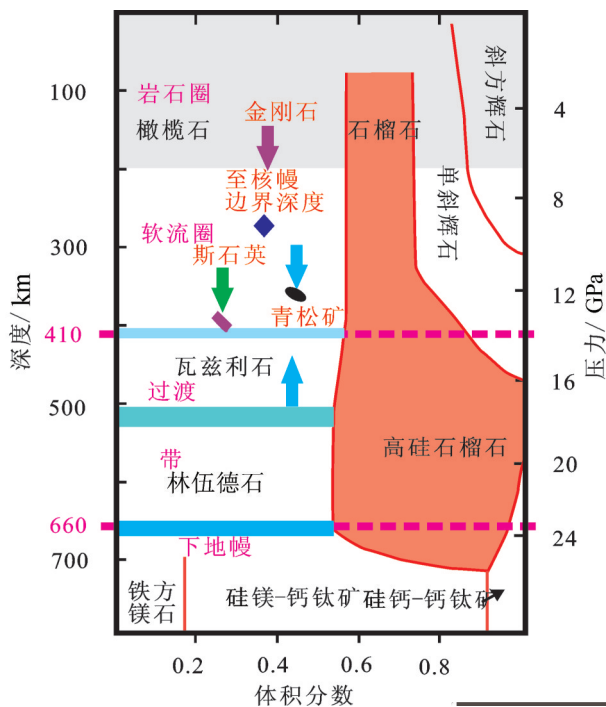 100
300
410
500
660
700
深度/km
4
8
12
16
20
24
压力/GPa
0.2
0.4
0.6
0.8
体积分数
岩石圈
橄榄石
金刚石
石榴石
斜方辉石
至核幔
边界深度
单斜辉石
软流圈
斯石英
青松矿
瓦兹利石
过渡
带
高硅石榴石
林伍德石
下地幔
铁方
镁石
硅镁-钙钛矿
硅钙-钙钛矿